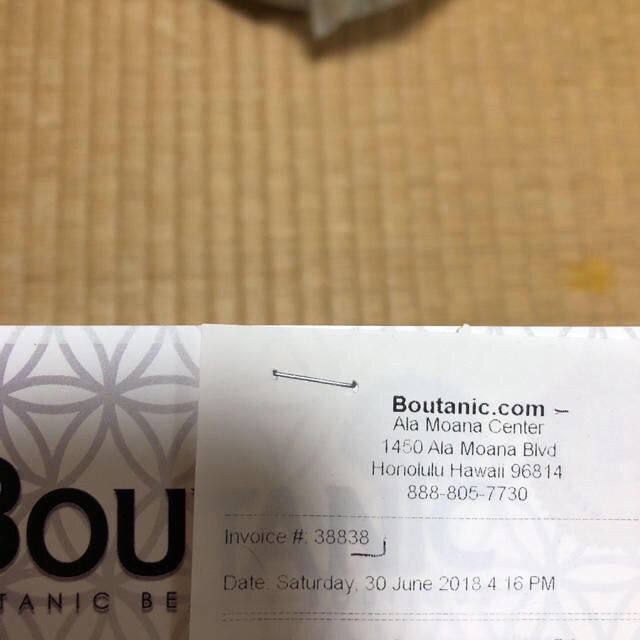 Boutanic.com
Ala Moana Center
1450 Ala Moana Blvd
Honolulu Hawaii 96814
888-805-7730
Invoice #: 38838
Date: Saturday, 30 June 2018 4:16 PM
BOU
TANIC BE